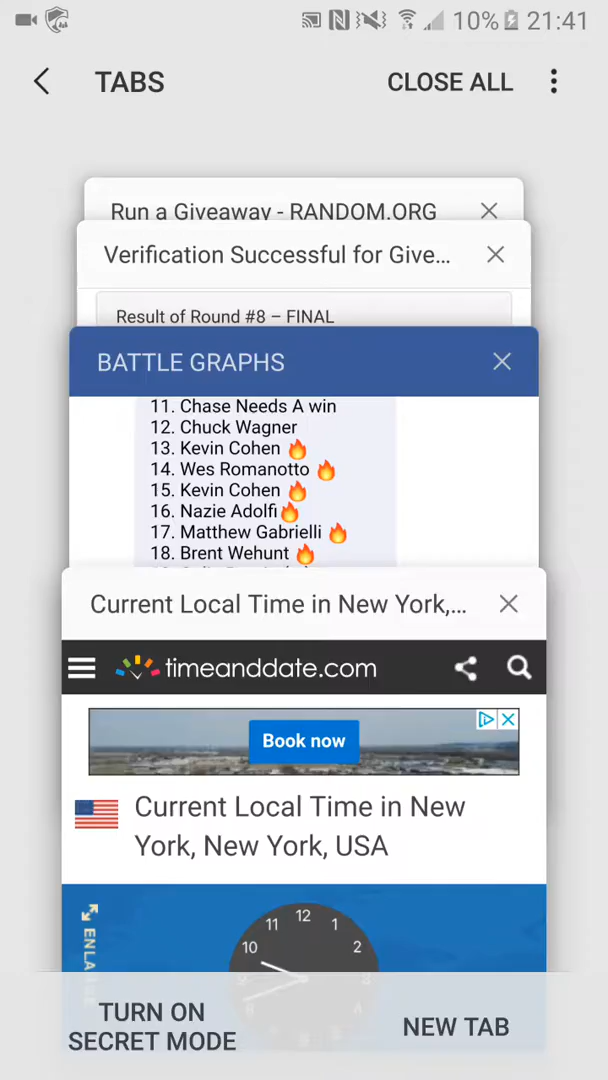 10% 21:41
TABS CLOSE ALL
Run a Giveaway - RANDOM.ORG
Verification Successful for Give...
Result of Round #8 – FINAL
BATTLE GRAPHS
11. Chase Needs A win
12. Chuck Wagner
13. Kevin Cohen 🔥
14. Wes Romanotto 🔥
15. Kevin Cohen 🔥
16. Nazie Adolfi🔥
17. Matthew Gabrielli 🔥
18. Brent Wehunt 🔥
Current Local Time in New York,...
timeanddate.com
Book now
Current Local Time in New
York, New York, USA
12
11 1
10 2
TURN ON
SECRET MODE
NEW TAB